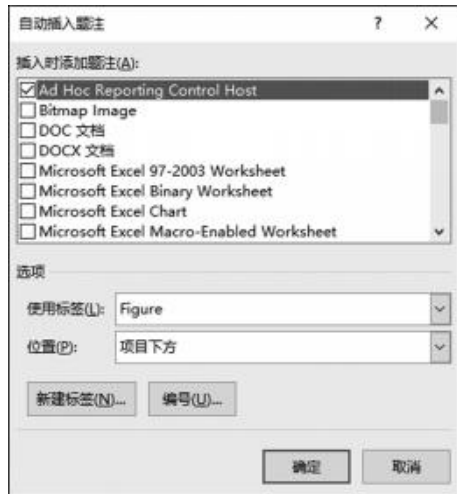 自动插入题注 ? ×
插入时添加题注(A):
Ad Hoc Reporting Control Host
Bitmap Image
DOC 文档
DOCX 文档
Microsoft Excel 97-2003 Worksheet
Microsoft Excel Binary Worksheet
Microsoft Excel Chart
Microsoft Excel Macro-Enabled Worksheet
选项
使用标签(L): Figure
位置(P): 项目下方
新建标签(N)... 编号(U)...
确定 取消